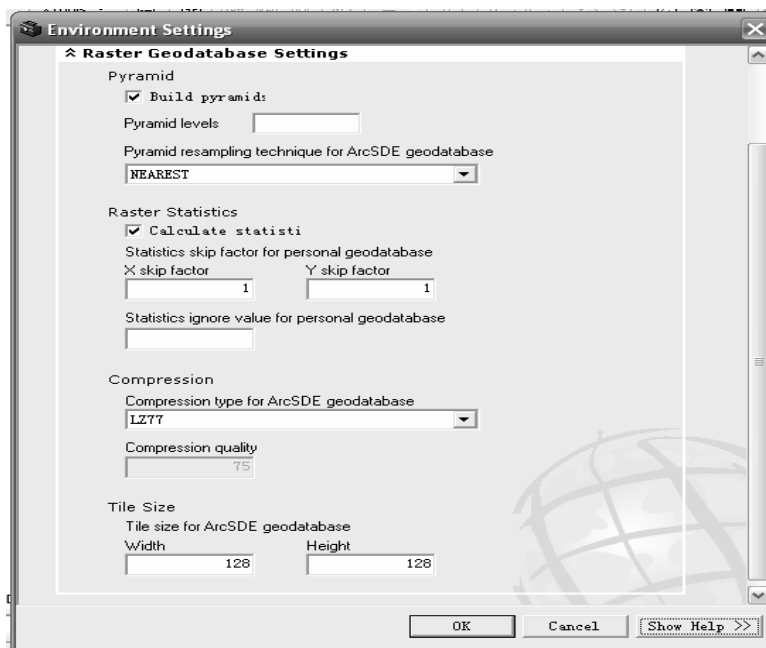 Environment Settings
Raster Geodatabase Settings
Pyramid
Build pyramids
Pyramid levels
Pyramid resampling technique for ArcSDE geodatabase
NEAREST
Raster Statistics
Calculate statisti
Statistics skip factor for personal geodatabase
X skip factor Y skip factor
1 1
Statistics ignore value for personal geodatabase
Compression
Compression type for ArcSDE geodatabase
LZ77
Compression quality
75
Tile Size
Tile size for ArcSDE geodatabase
Width Height
128 128
OK Cancel Show Help >>